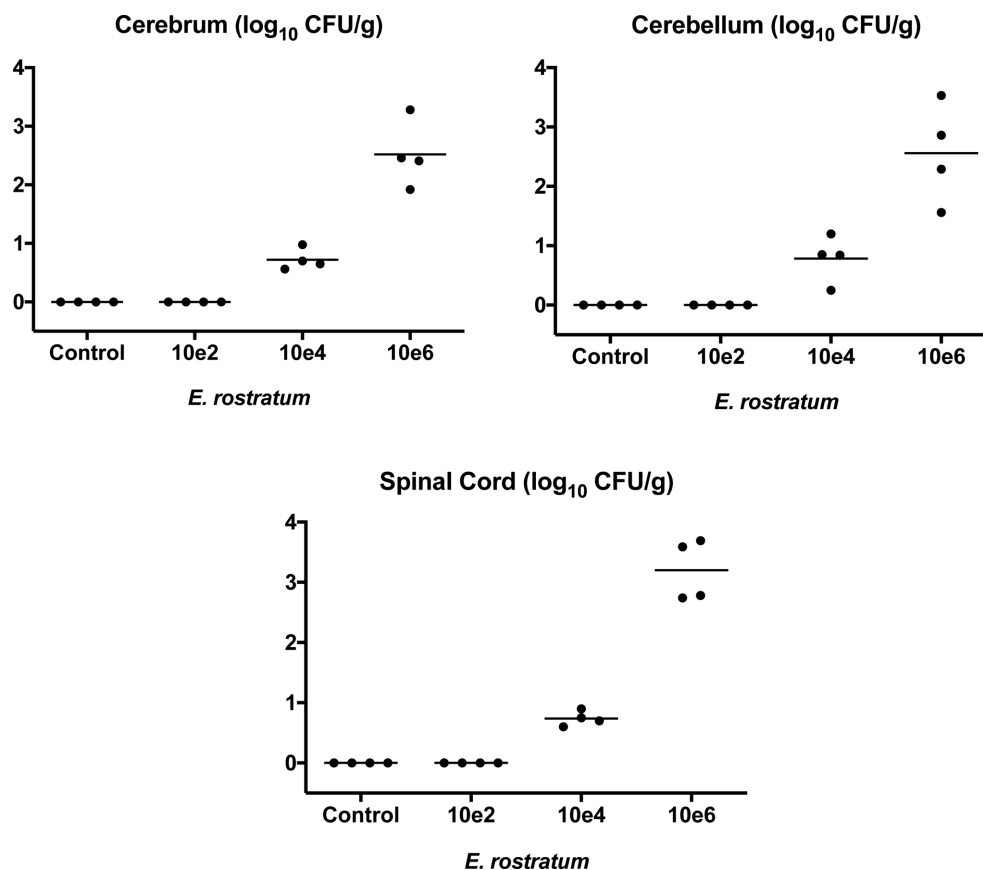 Cerebrum (log10 CFU/g)
4
3
2
1
0
Control 10e2 10e4 10e6
E. rostratum
Cerebellum (log10 CFU/g)
4
3
2
1
0
Control 10e2 10e4 10e6
E. rostratum
Spinal Cord (log10 CFU/g)
4
3
2
1
0
Control 10e2 10e4 10e6
E. rostratum